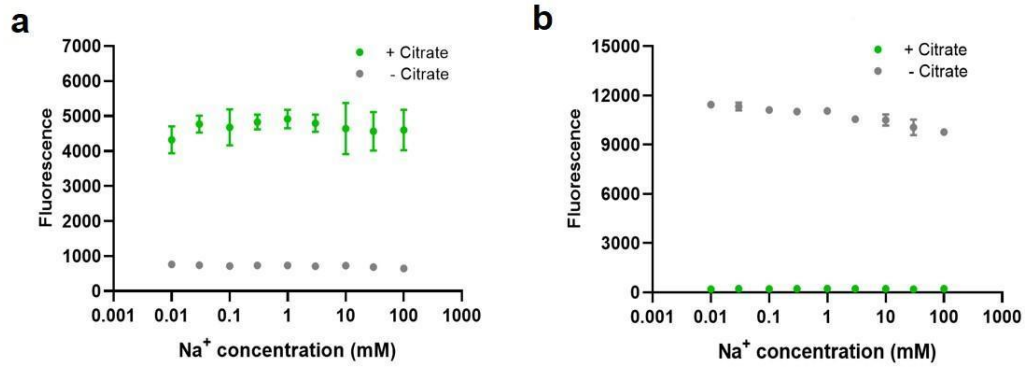 a
7000
6000
5000
4000
3000
2000
1000
0
Fluorescence
+ Citrate
- Citrate
0.001 0.01 0.1 1 10 100 1000
Na⁺ concentration (mM)
b
15000
12000
9000
6000
3000
0
Fluorescence
+ Citrate
- Citrate
0.001 0.01 0.1 1 10 100 1000
Na⁺ concentration (mM)